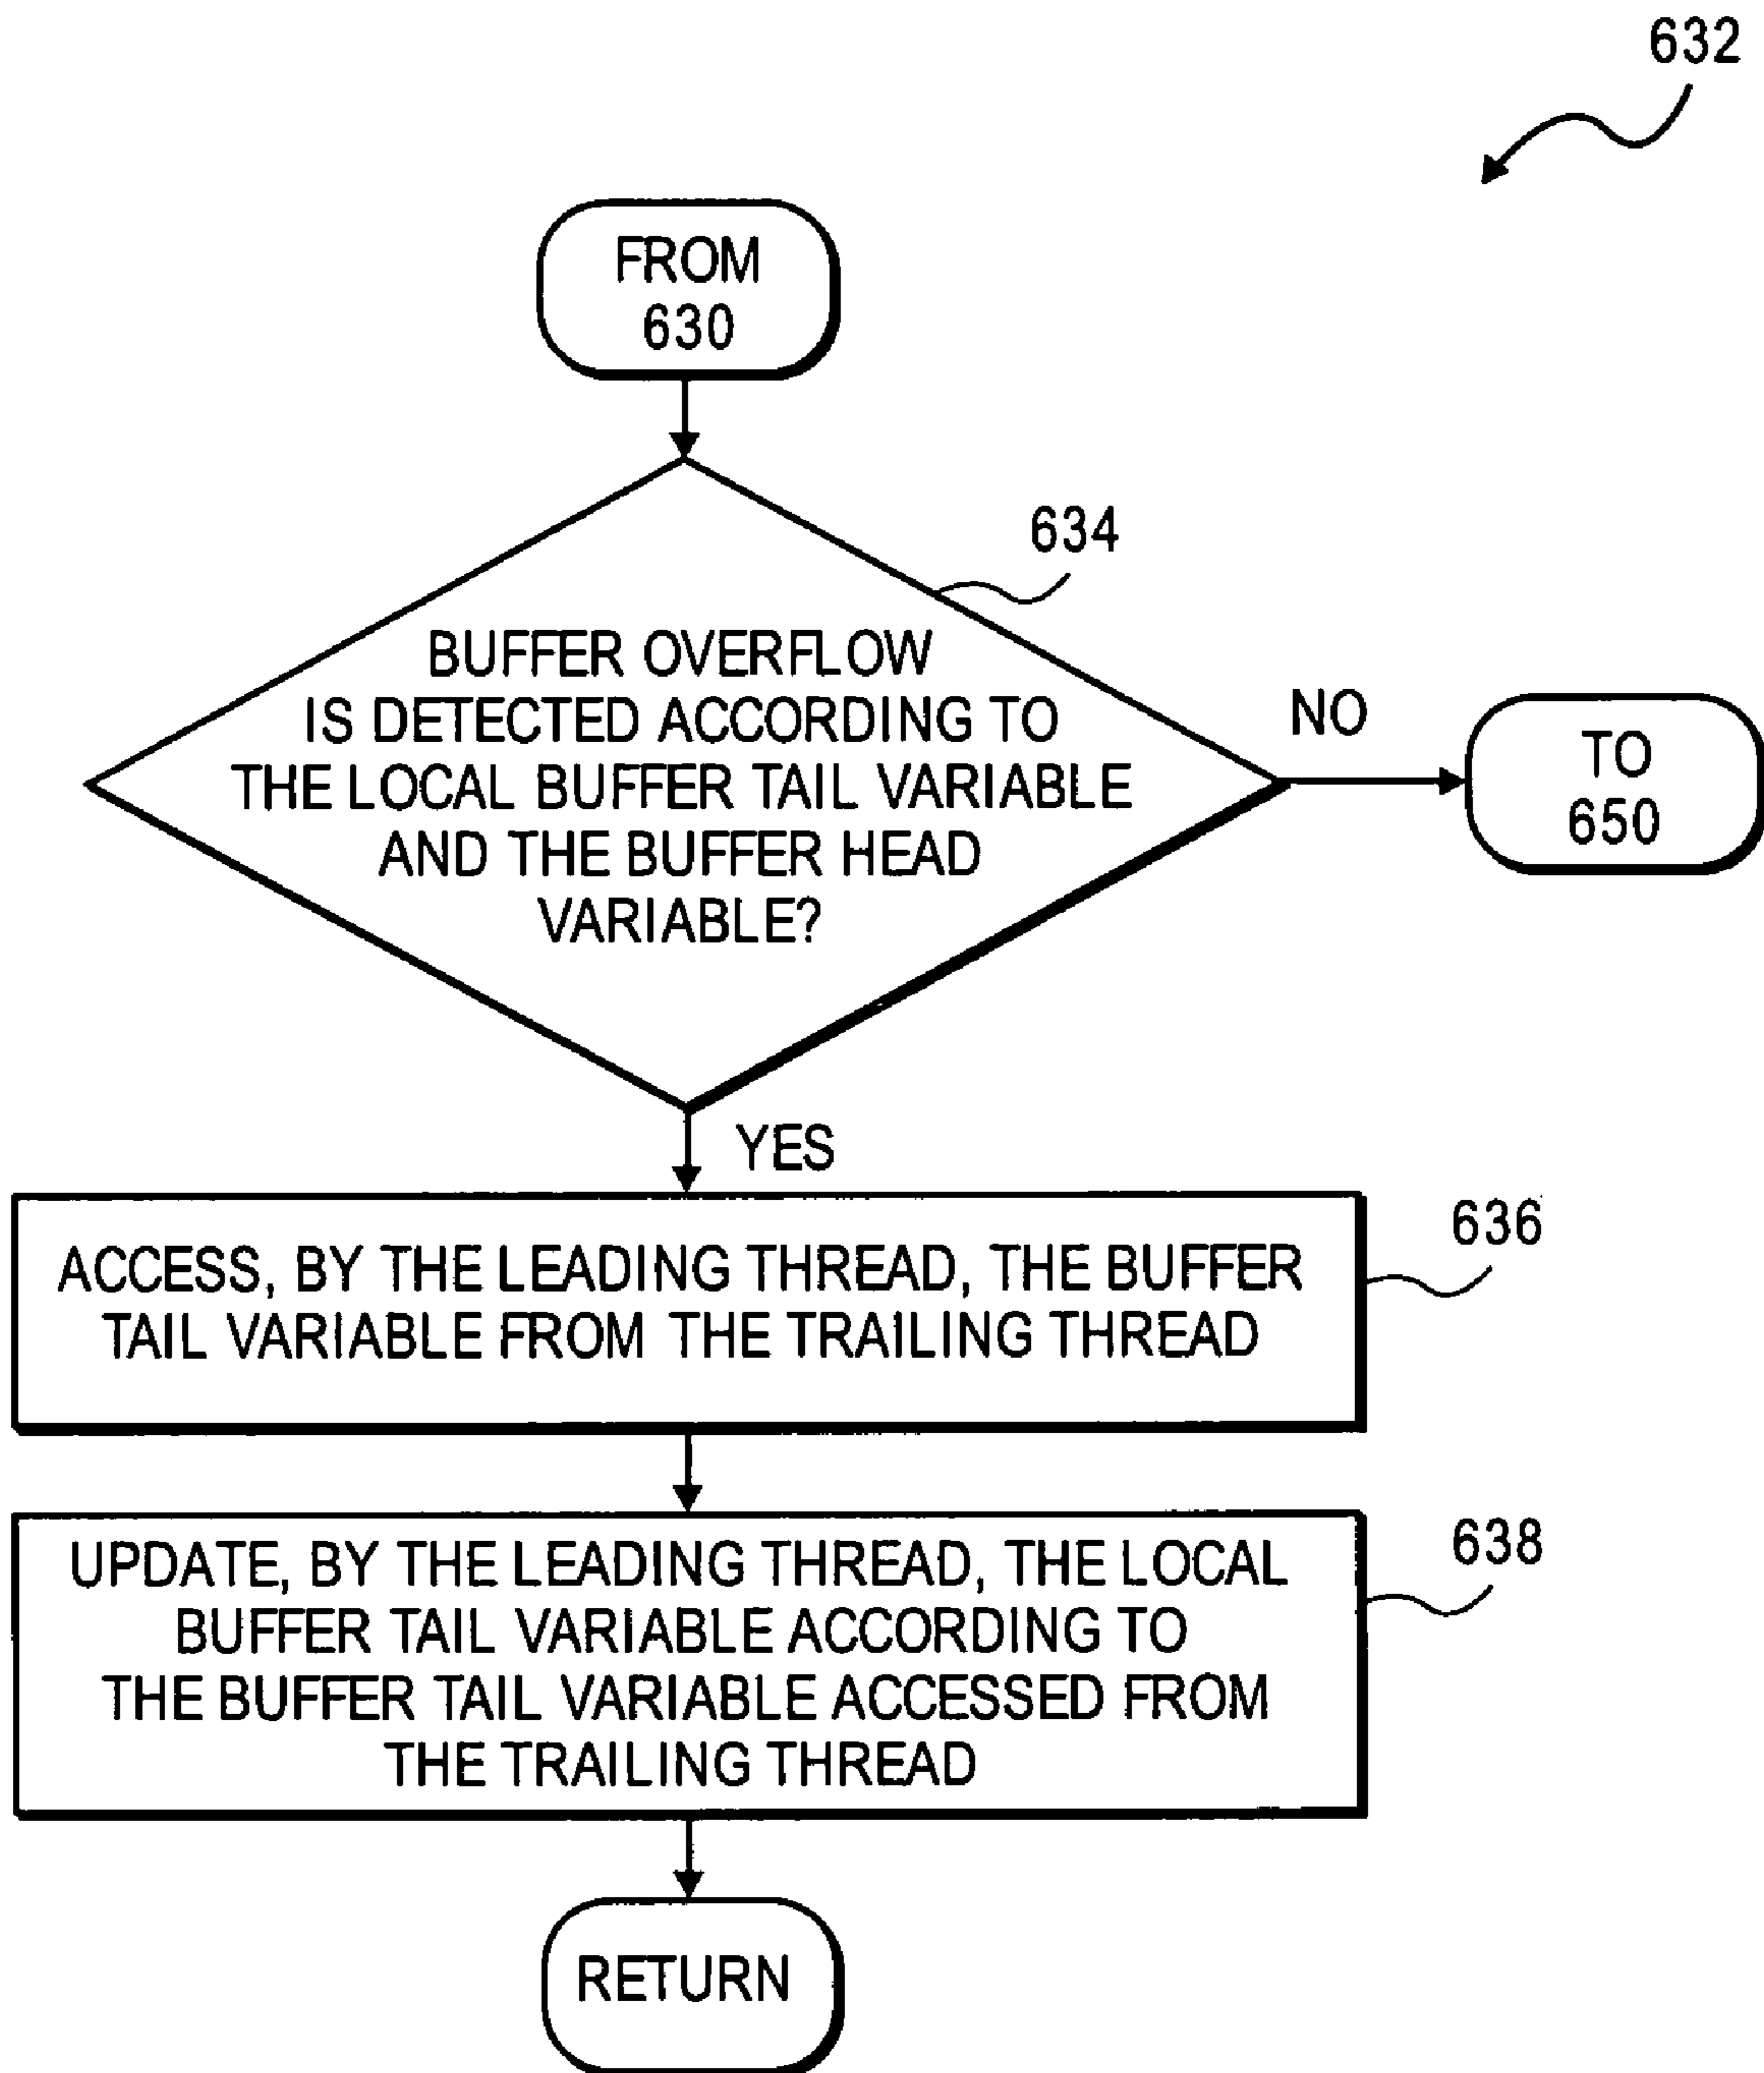 632
FROM
630
634
BUFFER OVERFLOW
IS DETECTED ACCORDING TO
THE LOCAL BUFFER TAIL VARIABLE
AND THE BUFFER HEAD
VARIABLE?
NO
TO
650
YES
636
ACCESS, BY THE LEADING THREAD, THE BUFFER
TAIL VARIABLE FROM THE TRAILING THREAD
638
UPDATE, BY THE LEADING THREAD, THE LOCAL
BUFFER TAIL VARIABLE ACCORDING TO
THE BUFFER TAIL VARIABLE ACCESSED FROM
THE TRAILING THREAD
RETURN